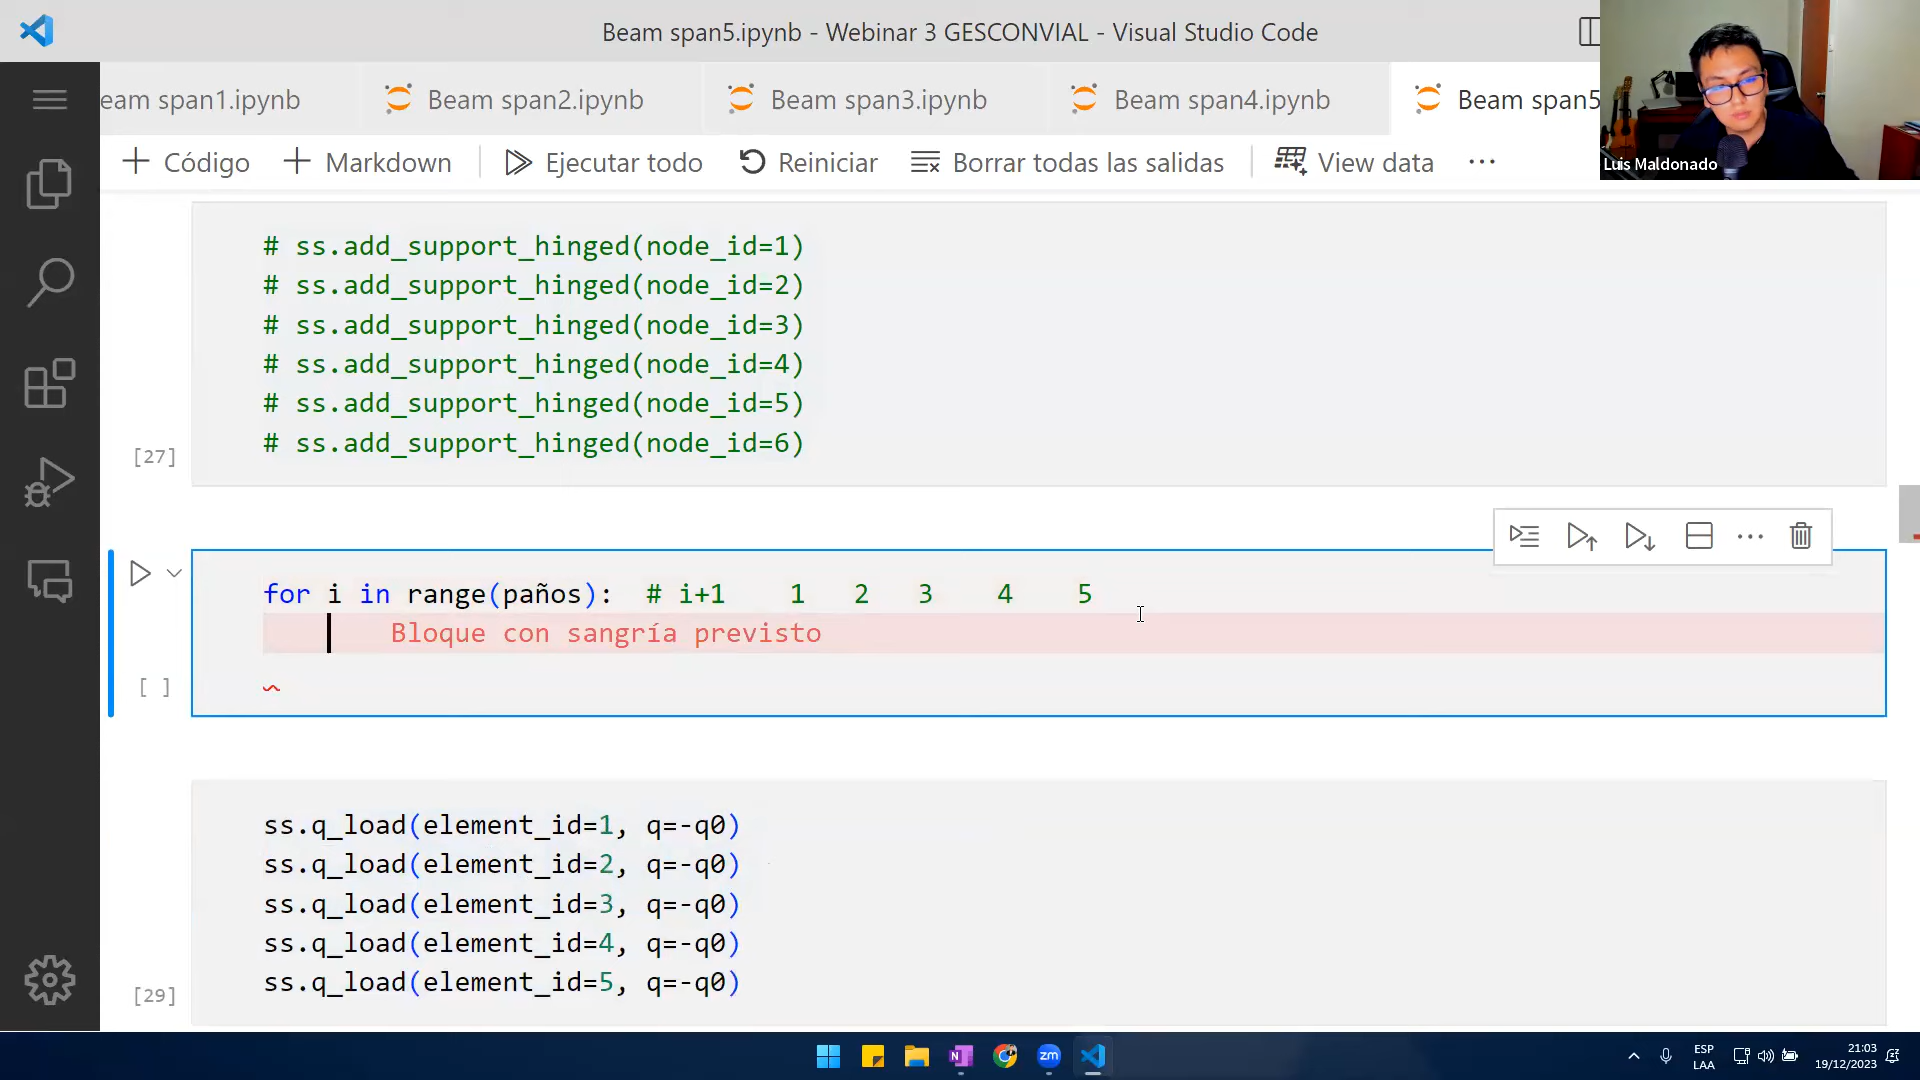 Beam span5.ipynb - Webinar 3 GESCONVIAL - Visual Studio Code
eam span1.ipynb Beam span2.ipynb Beam span3.ipynb Beam span4.ipynb Beam span5
Luis Maldonado
Código Markdown Ejecutar todo Reiniciar Borrar todas las salidas View data ...
# ss.add_support_hinged(node_id=1)
# ss.add_support_hinged(node_id=2)
# ss.add_support_hinged(node_id=3)
# ss.add_support_hinged(node_id=4)
# ss.add_support_hinged(node_id=5)
# ss.add_support_hinged(node_id=6)
[27]
for i in range(paños): # i+1 1 2 3 4 5
Bloque con sangría previsto
[ ]
ss.q_load(element_id=1, q=-q0)
ss.q_load(element_id=2, q=-q0)
ss.q_load(element_id=3, q=-q0)
ss.q_load(element_id=4, q=-q0)
ss.q_load(element_id=5, q=-q0)
[29]
N zm
ESP
LAA
21:03
19/12/2023